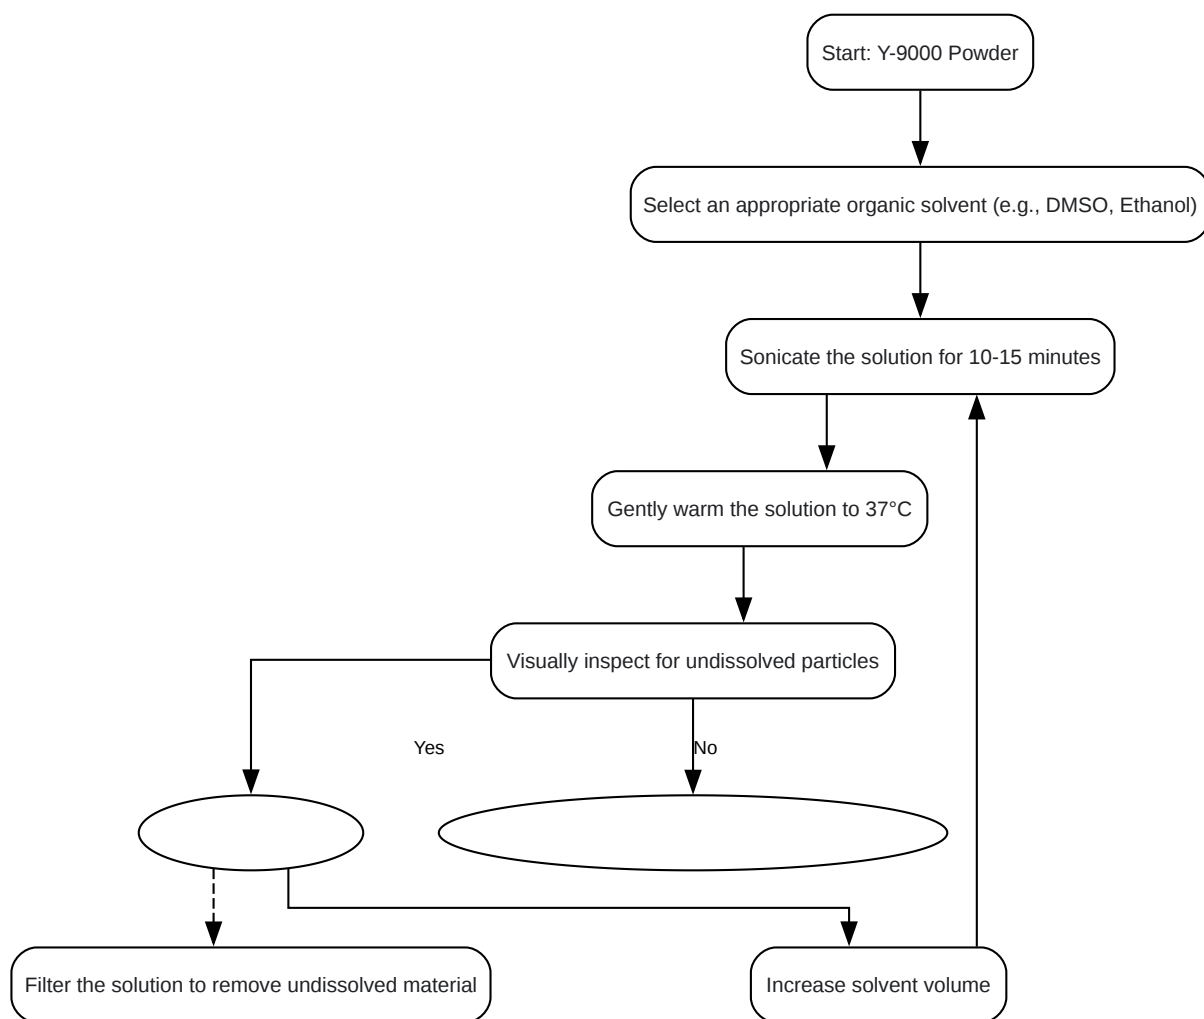 Start: Y-9000 Powder
Select an appropriate organic solvent (e.g., DMSO, Ethanol)
Sonicate the solution for 10-15 minutes
Gently warm the solution to 37°C
Visually inspect for undissolved particles
Yes
No
Filter the solution to remove undissolved material
Increase solvent volume